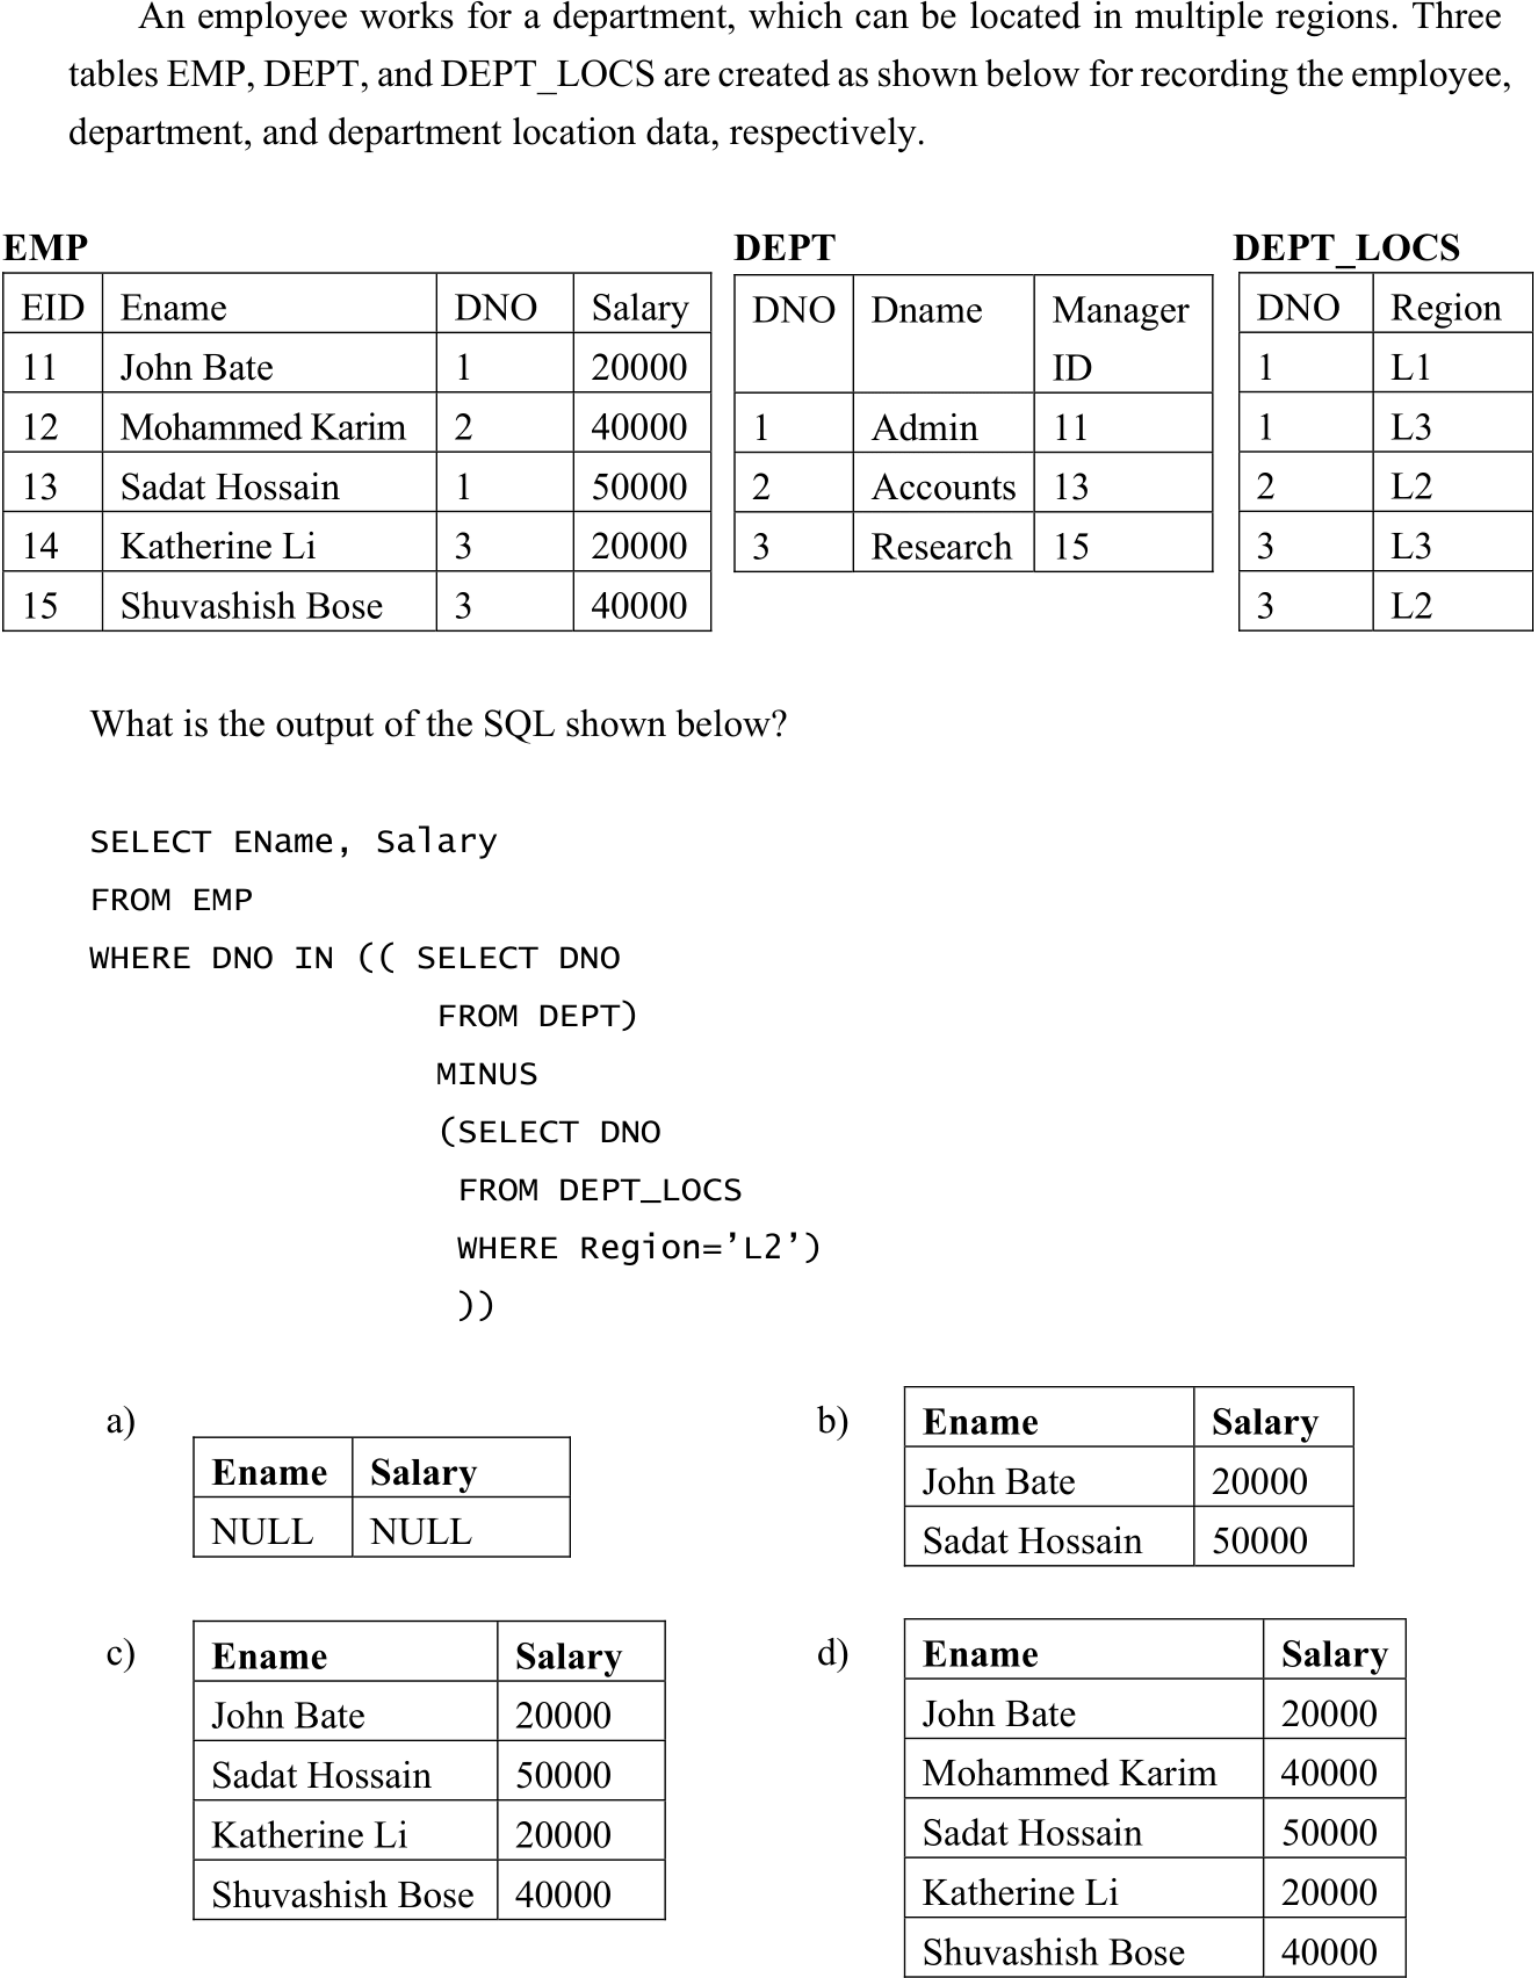 An employee works for a department, which can be located in multiple regions. Three
tables EMP, DEPT, and DEPT_LOCS are created as shown below for recording the employee,
department, and department location data, respectively.
EMP
EID Ename DNO Salary
11 John Bate 1 20000
12 Mohammed Karim 2 40000
13 Sadat Hossain 1 50000
14 Katherine Li 3 20000
15 Shuvashish Bose 3 40000
DEPT
DNO Dname Manager
ID
1 Admin 11
2 Accounts 13
3 Research 15
DEPT_LOCS
DNO Region
1 L1
1 L3
2 L2
3 L3
3 L2
What is the output of the SQL shown below?
SELECT EName, Salary
FROM EMP
WHERE DNO IN (( SELECT DNO
FROM DEPT)
MINUS
(SELECT DNO
FROM DEPT_LOCS
WHERE Region=’L2’)
))
a)
Ename Salary
NULL NULL
b)
Ename Salary
John Bate 20000
Sadat Hossain 50000
c)
Ename Salary
John Bate 20000
Sadat Hossain 50000
Katherine Li 20000
Shuvashish Bose 40000
d)
Ename Salary
John Bate 20000
Mohammed Karim 40000
Sadat Hossain 50000
Katherine Li 20000
Shuvashish Bose 40000